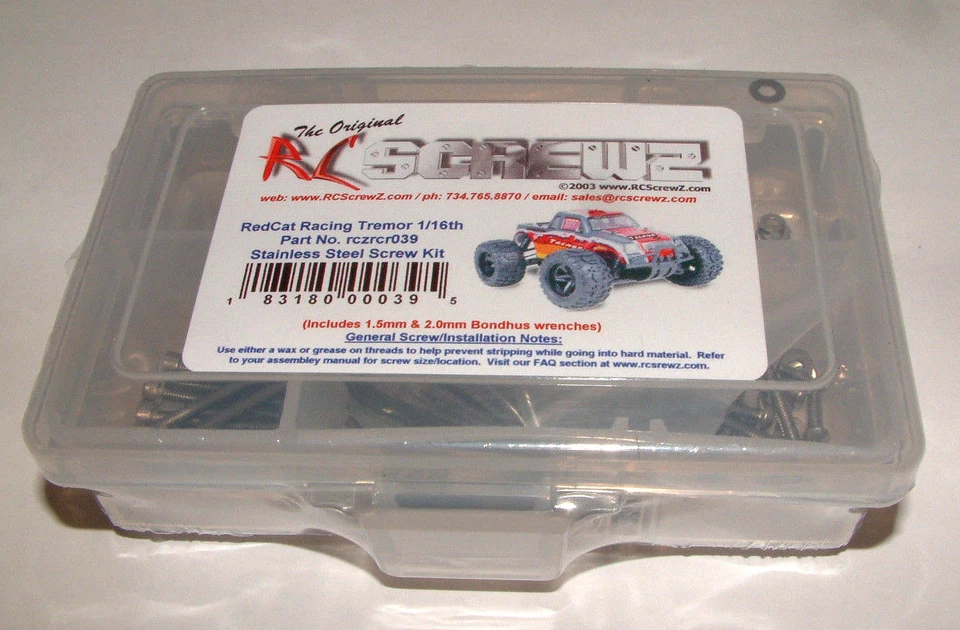 The Original
RC SCREWZ
©2003 www.RCScrewZ.com
web: www.RCScrewZ.com / ph: 734.765.8870 / email: sales@rcscrewz.com
RedCat Racing Tremor 1/16th
Part No. rczrcr039
Stainless Steel Screw Kit
1 83180 00039 5
(Includes 1.5mm & 2.0mm Bondhus wrenches)
General Screw/Installation Notes:
Use either a wax or grease on threads to help prevent stripping while going into hard material. Refer
to your assembley manual for screw size/location. Visit our FAQ section at www.rcsrewz.com.